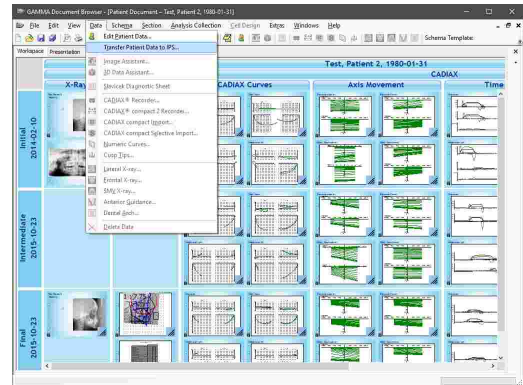 GAMMA Document Browser - [Patient Document - Test, Patient 2, 1980-01-31]
File Edit View Data Schema Section Analysis Collection Cell Design Extras Windows Help
Edit Patient Data...
Schema Template:
Workspace Presentation
Transfer Patient Data to IPS...
Image Assistant...
3D Data Assistant...
Slavicek Diagnostic Sheet
CADIAX® Recorder...
CADIAX® compact 2 Recorder...
CADIAX compact Import...
CADIAX compact Selective Import...
Numeric Curves...
Cusp Tips...
Lateral X-ray...
Frontal X-ray...
SMV X-ray...
Anterior Guidance...
Dental Arch...
Delete Data
Test, Patient 2, 1980-01-31
CADIAX
X-Ray
CADIAX Curves
Axis Movement
Time
Initial
2014-02-10
Intermediate
2015-10-23
Final
2015-10-23